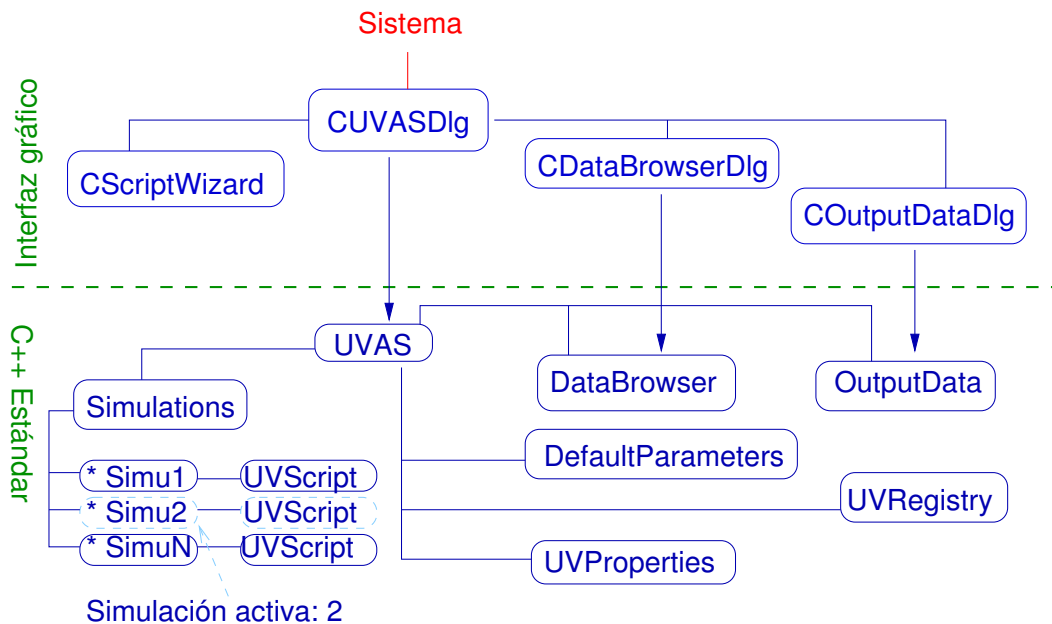 Sistema
Interfaz gráfico
CUVASDlg
CScriptWizard
CDataBrowserDlg
COutputDataDlg
C++ Estándar
UVAS
Simulations
DataBrowser
OutputData
* Simu1
UVScript
* Simu2
UVScript
* SimuN
UVScript
DefaultParameters
UVRegistry
UVProperties
Simulación activa: 2